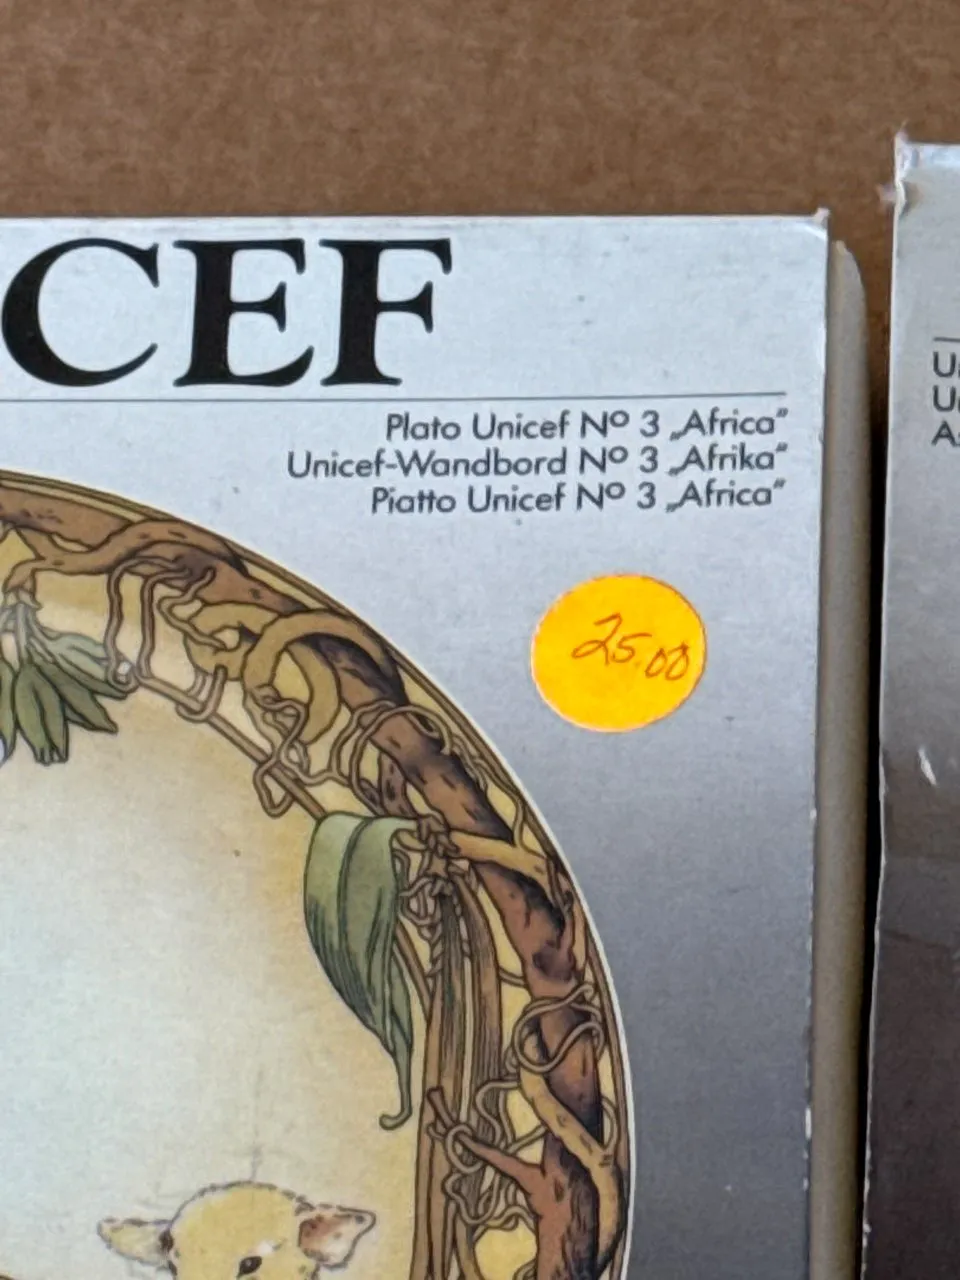 CEF
Plato Unicef Nº 3 „Africa”
Unicef-Wandbord Nº 3 „Afrika”
Piatto Unicef Nº 3 „Africa”
25.00